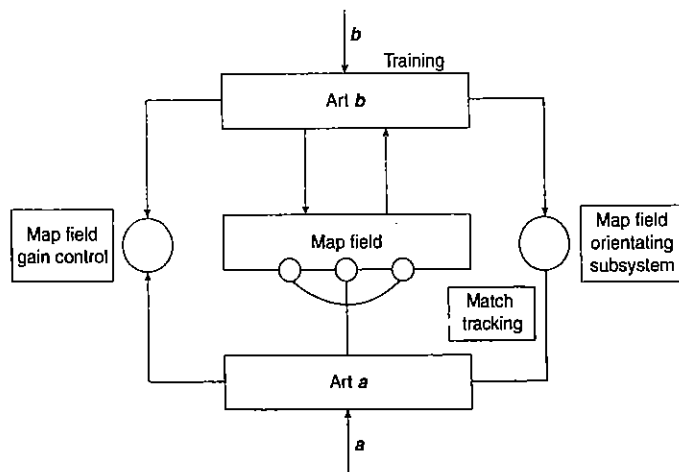 b
Training
Art b
Map field
gain control
Map field
Map field
orientating
subsystem
Match
tracking
Art a
a